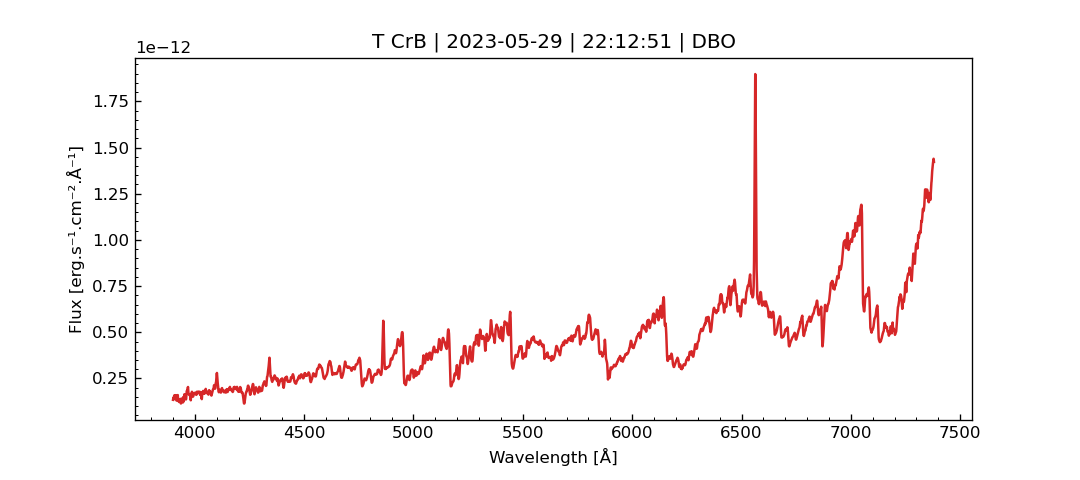 T CrB | 2023-05-29 | 22:12:51 | DBO
1e−12
1.75
1.50
1.25
1.00
0.75
0.50
0.25
Flux [erg.s⁻¹.cm⁻².Å⁻¹]
4000 4500 5000 5500 6000 6500 7000 7500
Wavelength [Å]